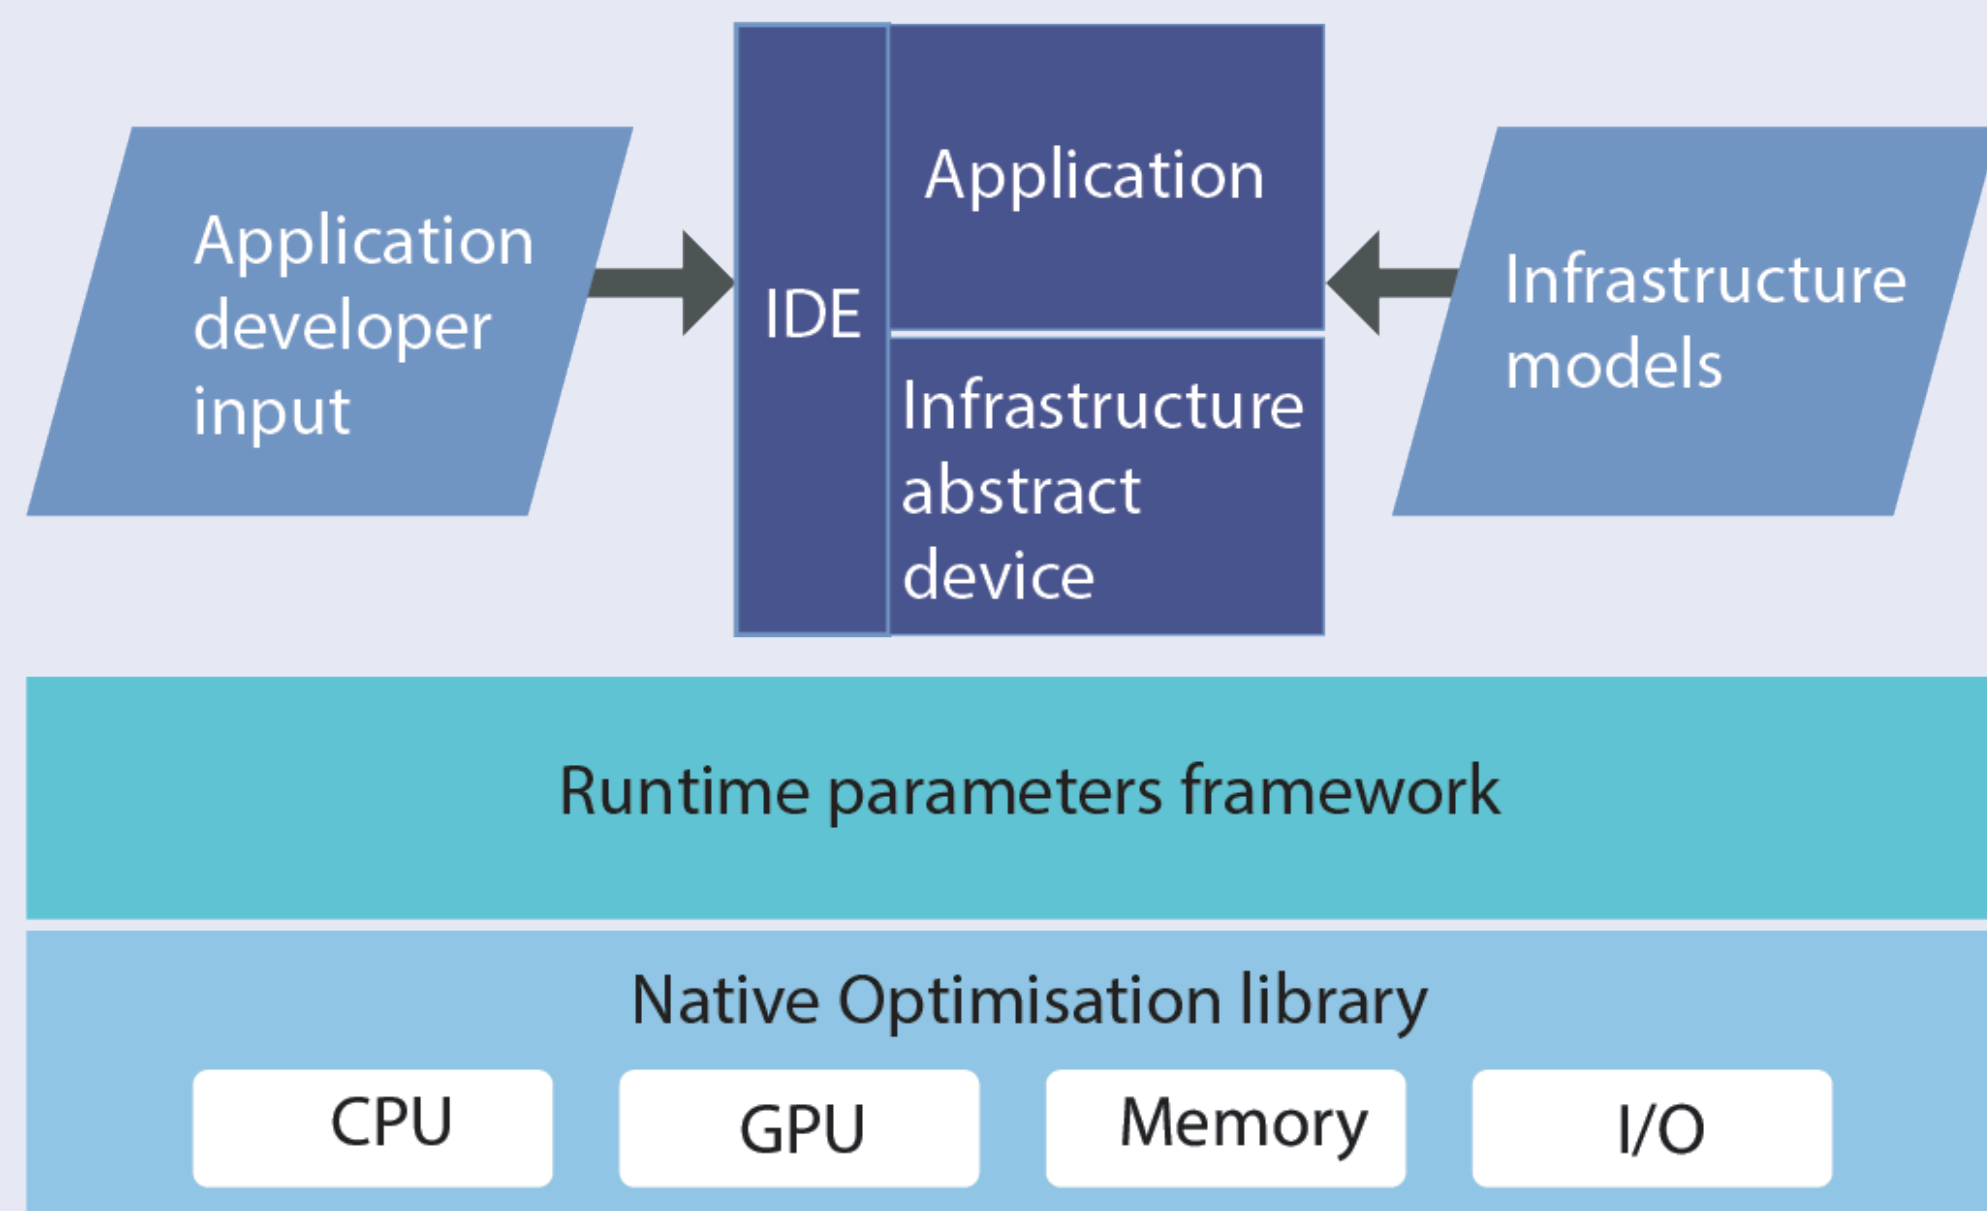 Application
developer
input
IDE
Application
Infrastructure
abstract
device
Infrastructure
models
Runtime parameters framework
Native Optimisation library
CPU
GPU
Memory
I/O